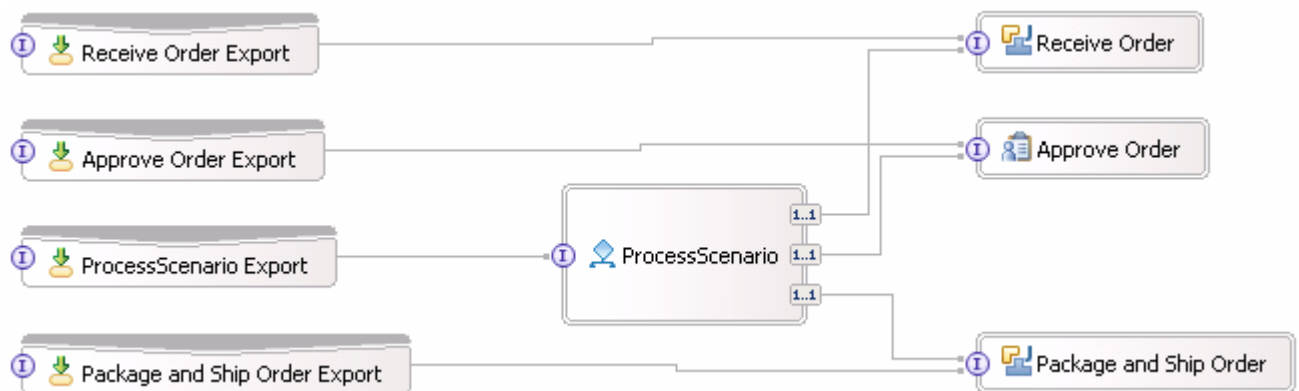 Receive Order Export
Receive Order
Approve Order Export
Approve Order
1..1
ProcessScenario
1..1
ProcessScenario Export
1..1
Package and Ship Order Export
Package and Ship Order